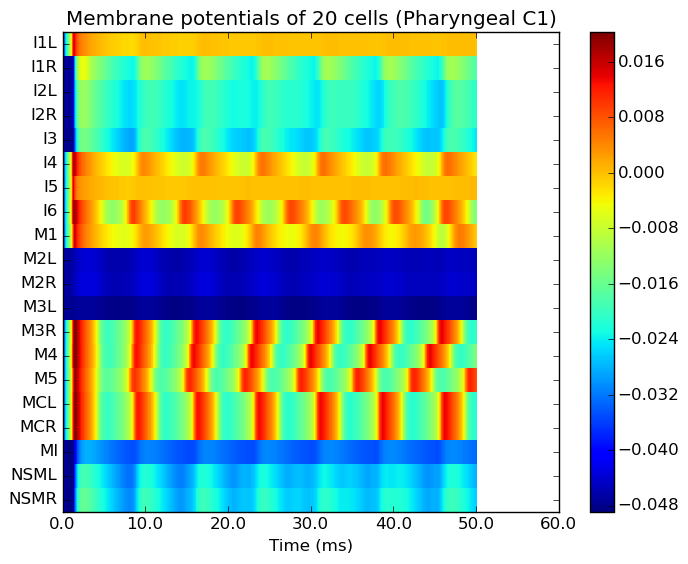 Membrane potentials of 20 cells (Pharyngeal C1)
I1L
I1R
I2L
I2R
I3
I4
I5
I6
M1
M2L
M2R
M3L
M3R
M4
M5
MCL
MCR
MI
NSML
NSMR
0.0 10.0 20.0 30.0 40.0 50.0 60.0
Time (ms)
0.016
0.008
0.000
−0.008
−0.016
−0.024
−0.032
−0.040
−0.048